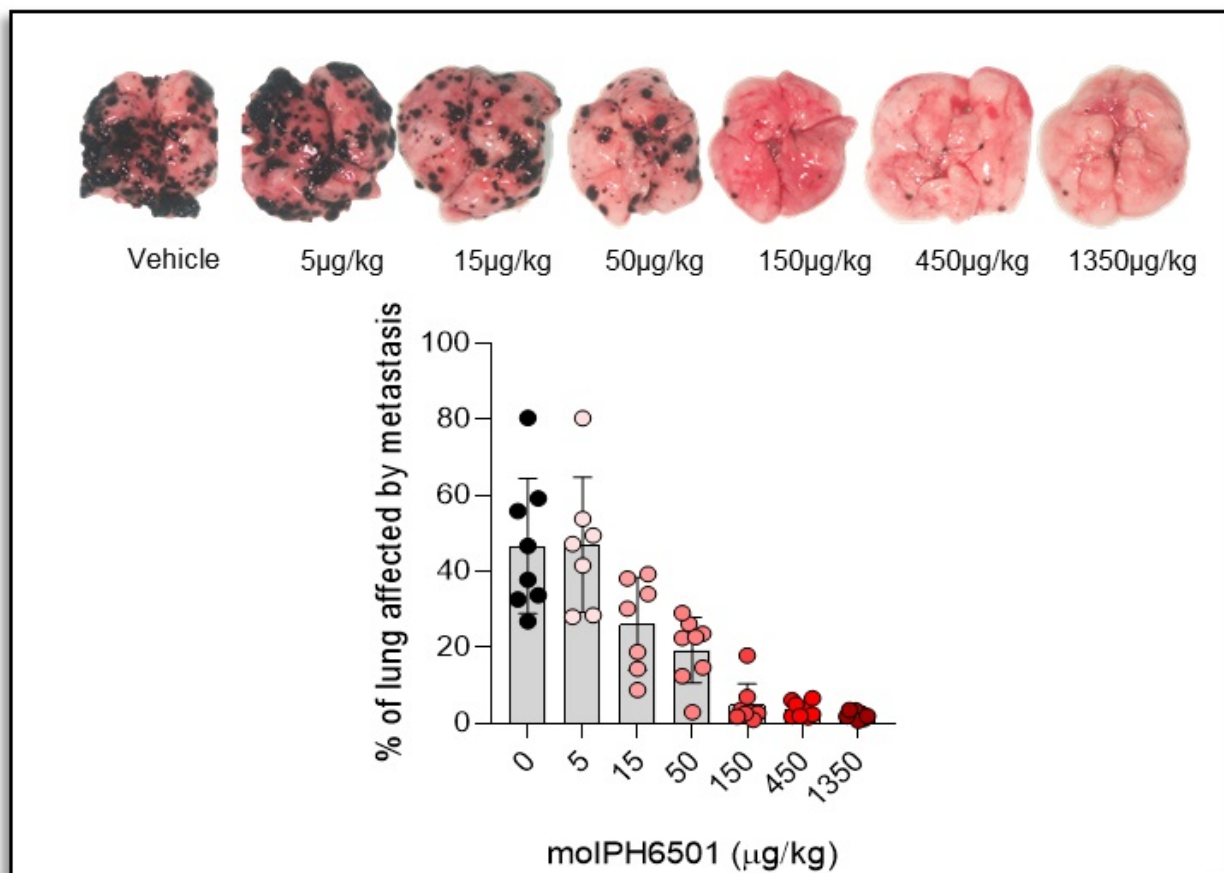 Vehicle 5µg/kg 15µg/kg 50µg/kg 150µg/kg 450µg/kg 1350µg/kg
% of lung affected by metastasis
100
80
60
40
20
0
0 5 15 50 150 450 1350
moIPH6501 (µg/kg)